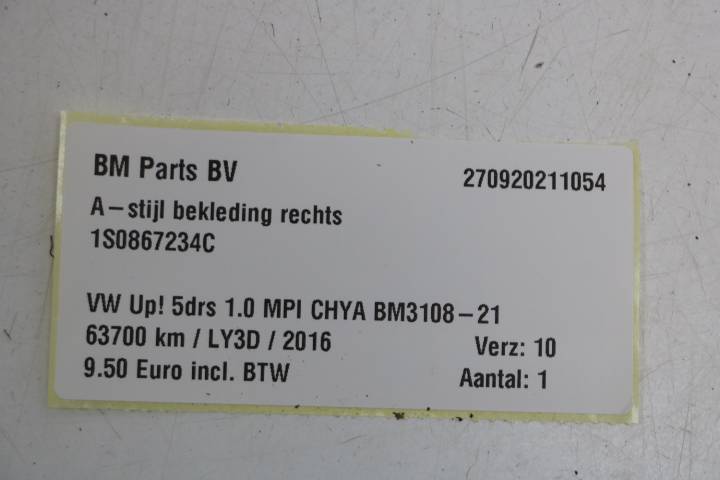 BM Parts BV 270920211054
A-stijl bekleding rechts
1S0867234C
VW Up! 5drs 1.0 MPI CHYA BM3108-21
63700 km / LY3D / 2016 Verz: 10
9.50 Euro incl. BTW Aantal: 1